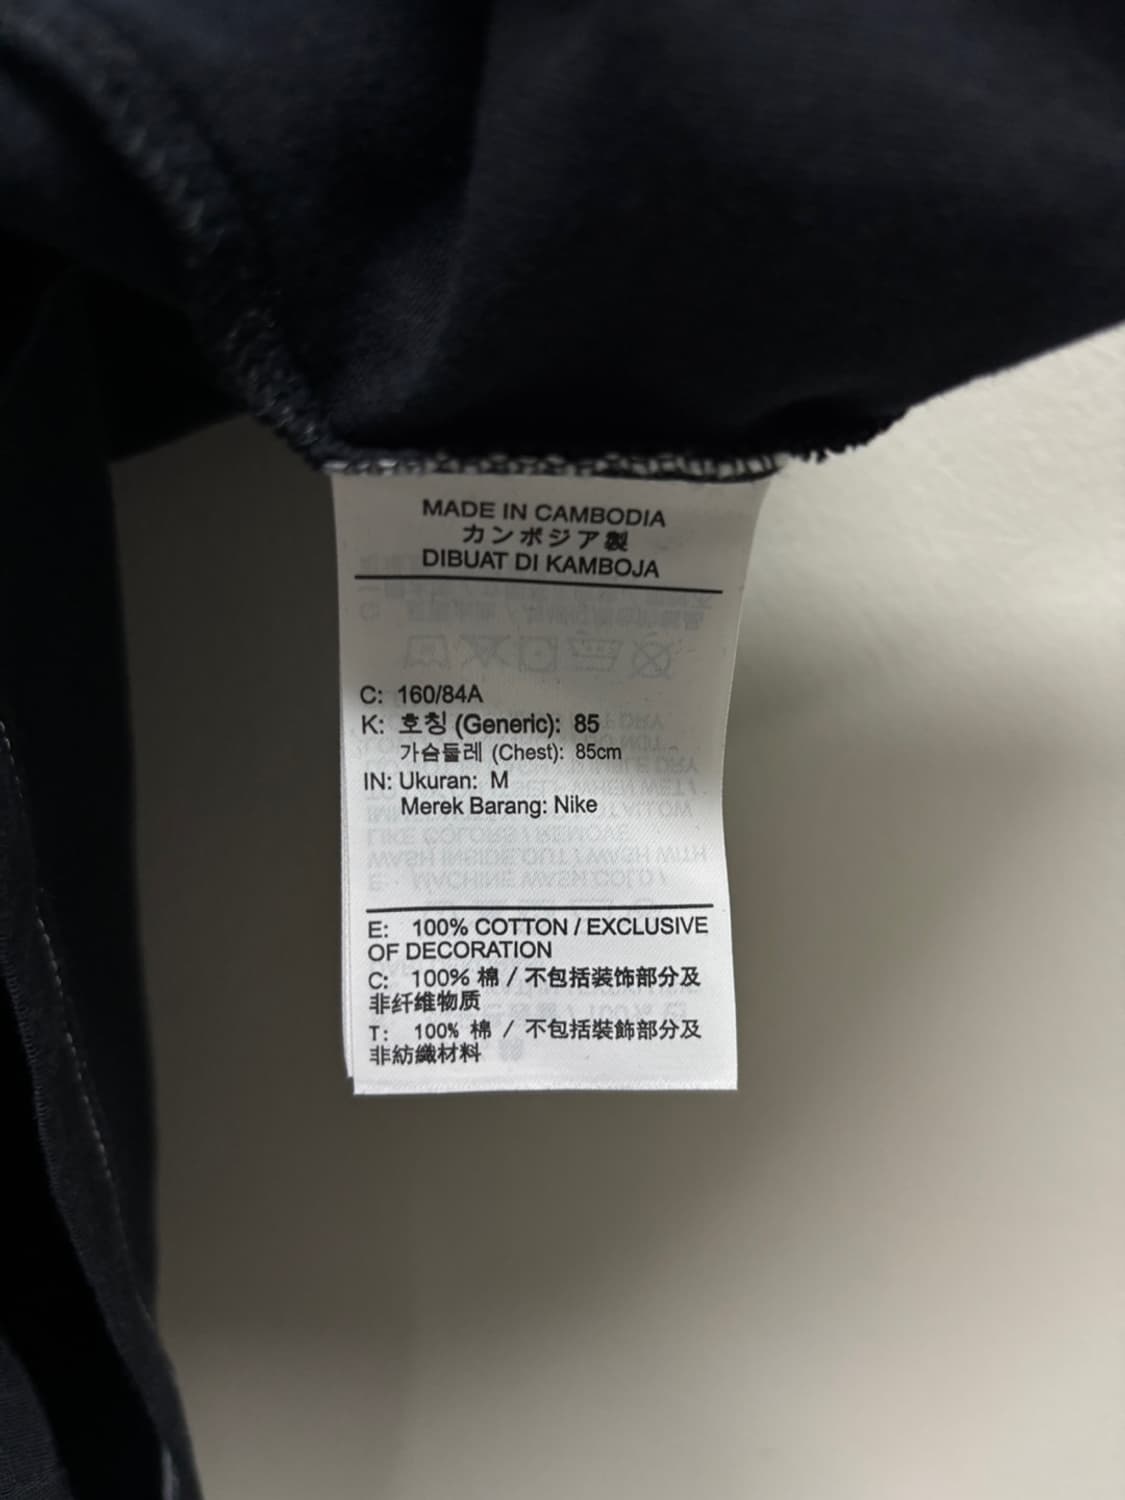 MADE IN CAMBODIA
カンボジア製
DIBUAT DI KAMBOJA
C: 160/84A
K: 호칭 (Generic): 85
가슴둘레 (Chest): 85cm
IN: Ukuran: M
Merek Barang: Nike
E: 100% COTTON / EXCLUSIVE
OF DECORATION
C: 100% 棉 / 不包括装饰部分及
非纤维物质
T: 100% 棉 / 不包括裝飾部分及
非紡織材料